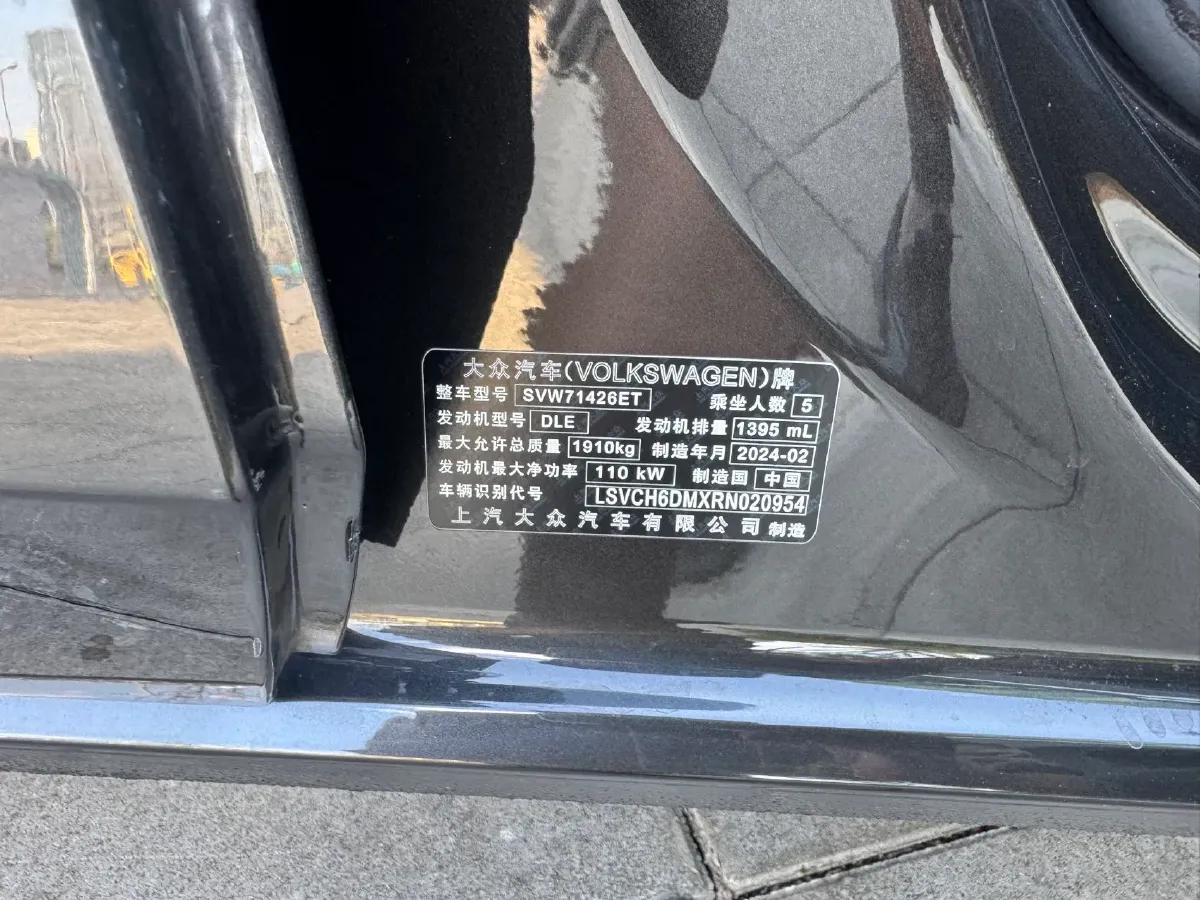 大众汽车(VOLKSWAGEN)牌
整车型号 SVW71426ET 乘坐人数 5
发动机型号 DLE 发动机排量 1395 mL
最大允许总质量 1910kg 制造年月 2024-02
发动机最大净功率 110 kW 制造国 中国
车辆识别代号 LSVCH6DMXRN020954
上汽大众汽车有限公司 制造